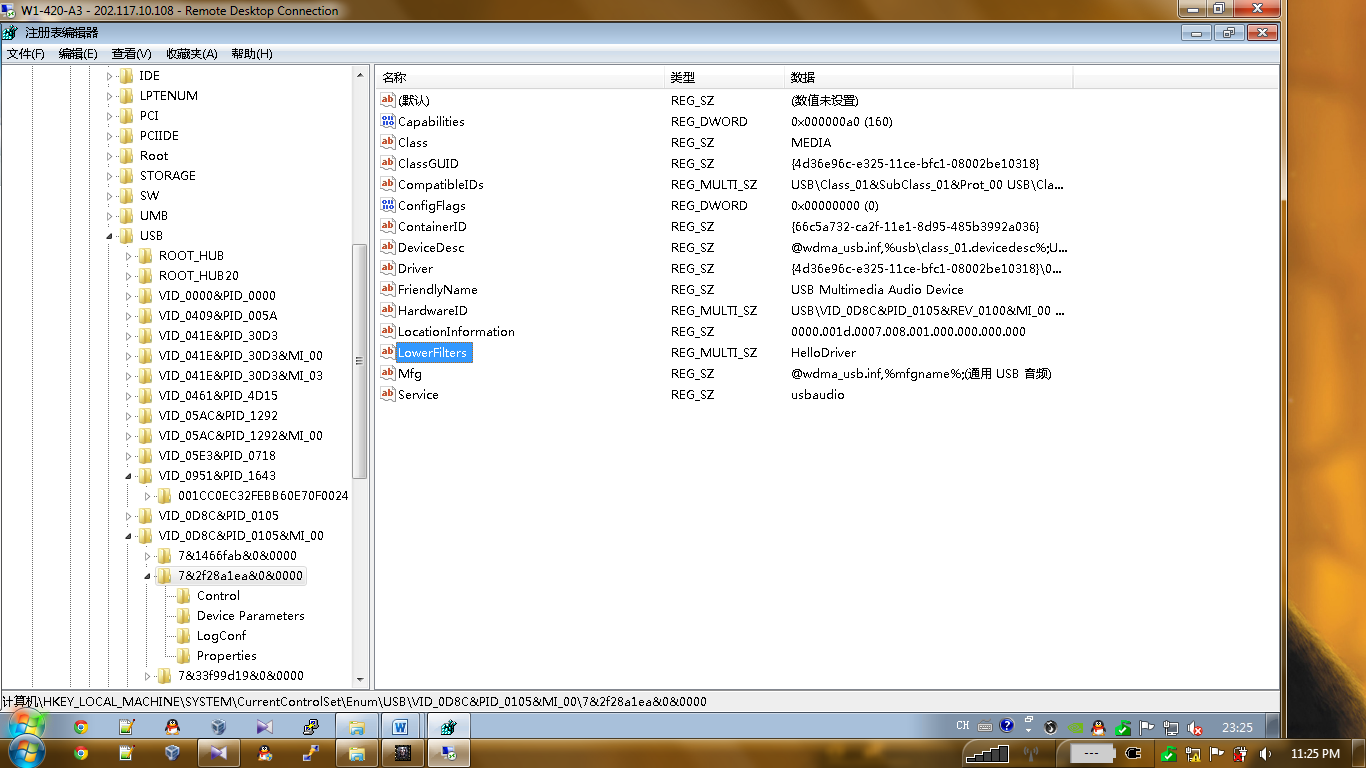 W1-420-A3 - 202.117.10.108 - Remote Desktop Connection
注册表编辑器
文件(F) 编辑(E) 查看(V) 收藏夹(A) 帮助(H)
IDE
LPTENUM
PCI
PCIIDE
Root
STORAGE
SW
UMB
USB
ROOT_HUB
ROOT_HUB20
VID_0000&PID_0000
VID_0409&PID_005A
VID_041E&PID_30D3
VID_041E&PID_30D3&MI_00
VID_041E&PID_30D3&MI_03
VID_0461&PID_4D15
VID_05AC&PID_1292
VID_05AC&PID_1292&MI_00
VID_05E3&PID_0718
VID_0951&PID_1643
001CC0EC32FEBB60E70F0024
VID_0D8C&PID_0105
VID_0D8C&PID_0105&MI_00
7&1466fab&0&0000
7&2f28a1ea&0&0000
Control
Device Parameters
LogConf
Properties
7&33f99d19&0&0000
名称 类型 数据
(默认) REG_SZ (数值未设置)
Capabilities REG_DWORD 0x000000a0 (160)
Class REG_SZ MEDIA
ClassGUID REG_SZ {4d36e96c-e325-11ce-bfc1-08002be10318}
CompatibleIDs REG_MULTI_SZ USB\Class_01&SubClass_01&Prot_00 USB\Cla...
ConfigFlags REG_DWORD 0x00000000 (0)
ContainerID REG_SZ {66c5a732-ca2f-11e1-8d95-485b3992a036}
DeviceDesc REG_SZ @wdma_usb.inf,%usb\class_01.devicedesc%;U...
Driver REG_SZ {4d36e96c-e325-11ce-bfc1-08002be10318}\0...
FriendlyName REG_SZ USB Multimedia Audio Device
HardwareID REG_MULTI_SZ USB\VID_0D8C&PID_0105&REV_0100&MI_00 ...
LocationInformation REG_SZ 0000.001d.0007.008.001.000.000.000.000
LowerFilters REG_MULTI_SZ HelloDriver
Mfg REG_SZ @wdma_usb.inf,%mfgname%;(通用 USB 音频)
Service REG_SZ usbaudio
计算机\HKEY_LOCAL_MACHINE\SYSTEM\CurrentControlSet\Enum\USB\VID_0D8C&PID_0105&MI_00\7&2f28a1ea&0&0000
CH 23:25
--- 11:25 PM